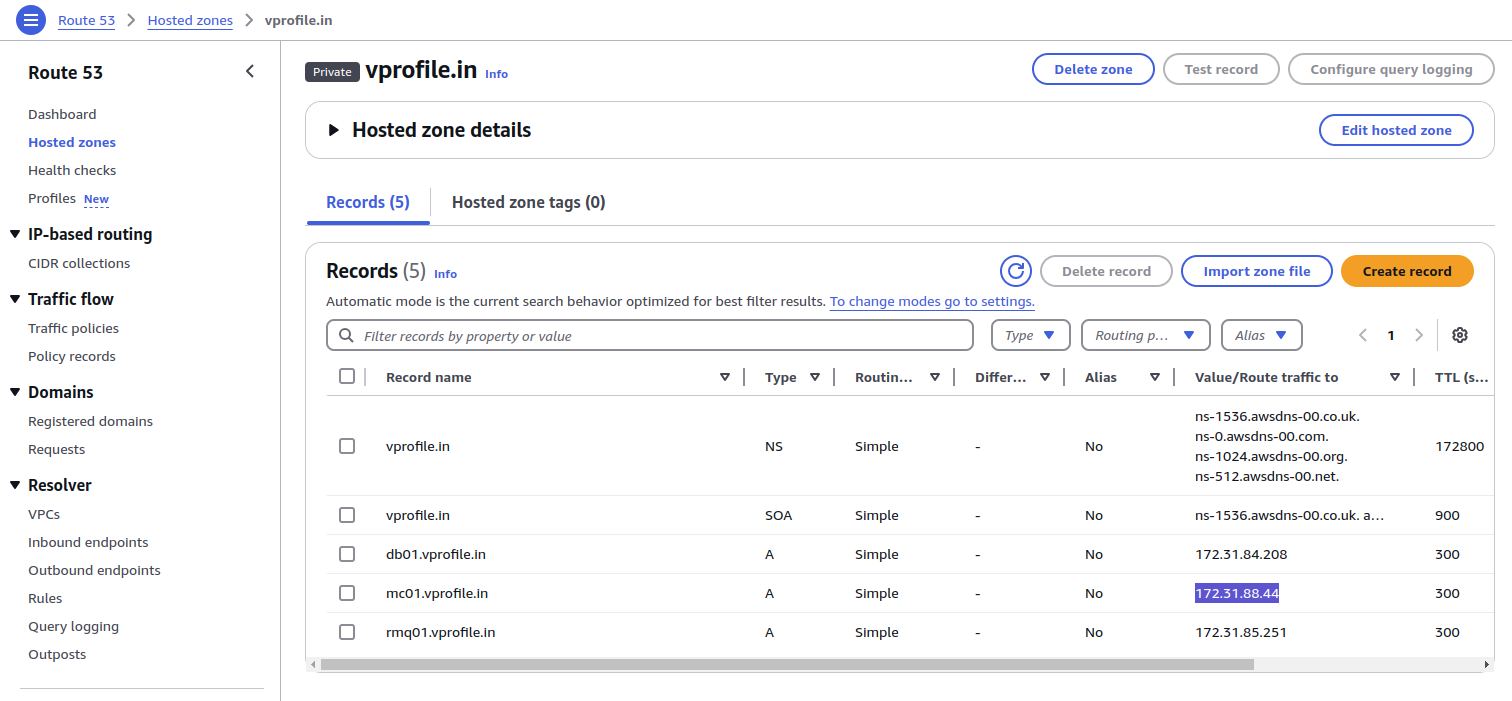 Route 53 > Hosted zones > vprofile.in
Route 53
Dashboard
Hosted zones
Health checks
Profiles New
IP-based routing
CIDR collections
Traffic flow
Traffic policies
Policy records
Domains
Registered domains
Requests
Resolver
VPCs
Inbound endpoints
Outbound endpoints
Rules
Query logging
Outposts
Private vprofile.in Info
Delete zone Test record Configure query logging
Hosted zone details Edit hosted zone
Records (5) Hosted zone tags (0)
Records (5) Info Delete record Import zone file Create record
Automatic mode is the current search behavior optimized for best filter results. To change modes go to settings.
Filter records by property or value Type Routing p... Alias 1
Record name Type Routin... Differ... Alias Value/Route traffic to TTL (s...
vprofile.in NS Simple - No ns-1536.awsdns-00.co.uk. 172800
ns-0.awsdns-00.com.
ns-1024.awsdns-00.org.
ns-512.awsdns-00.net.
vprofile.in SOA Simple - No ns-1536.awsdns-00.co.uk. a... 900
db01.vprofile.in A Simple - No 172.31.84.208 300
mc01.vprofile.in A Simple - No 172.31.88.44 300
rmq01.vprofile.in A Simple - No 172.31.85.251 300